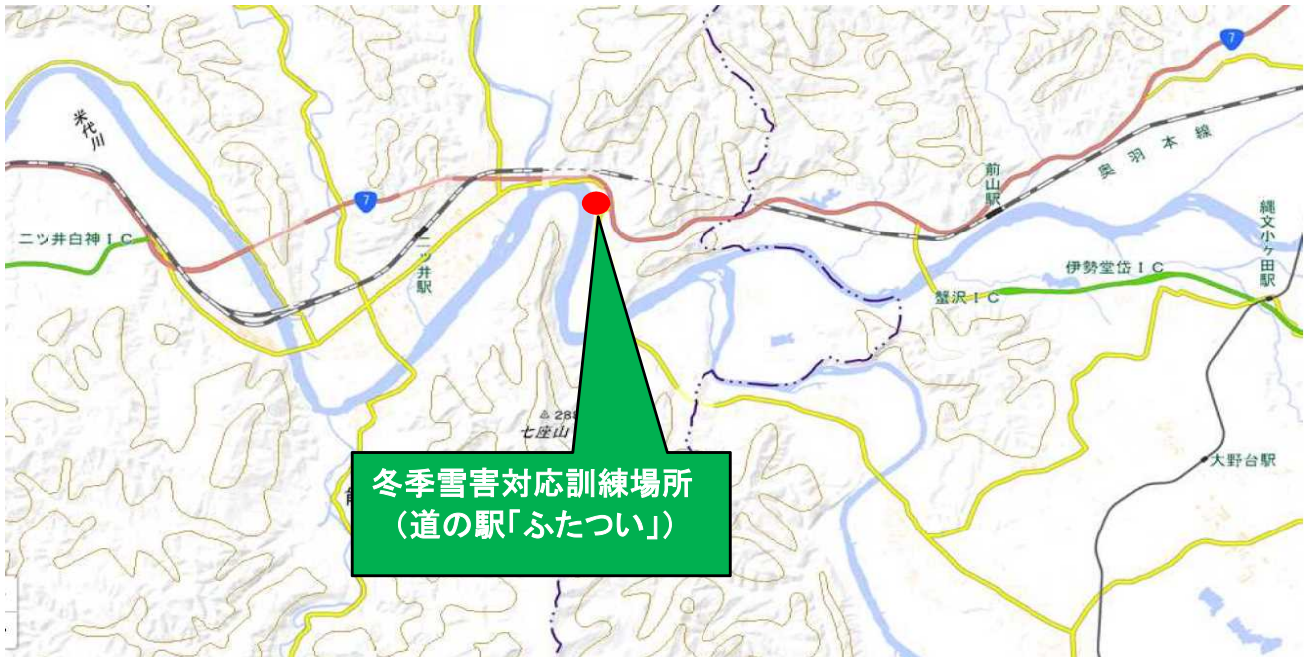 7
米代川
奥羽本線
前山駅
縄文小ヶ田駅
7
二ツ井白神IC
二ツ井駅
伊勢堂岱IC
蟹沢IC
△ 28
七座山
大野台駅
冬季雪害対応訓練場所
（道の駅「ふたつい」）